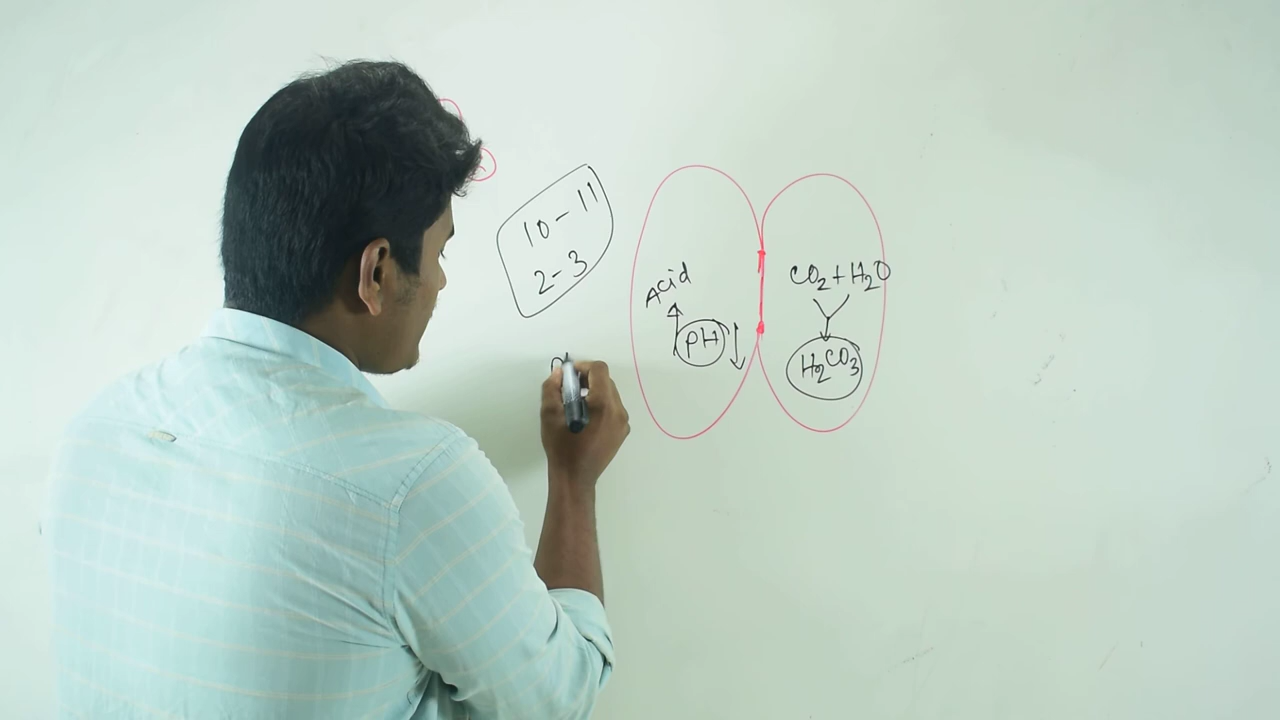 10-11
2-3
Acid
PH
CO2+H2O
H2CO3